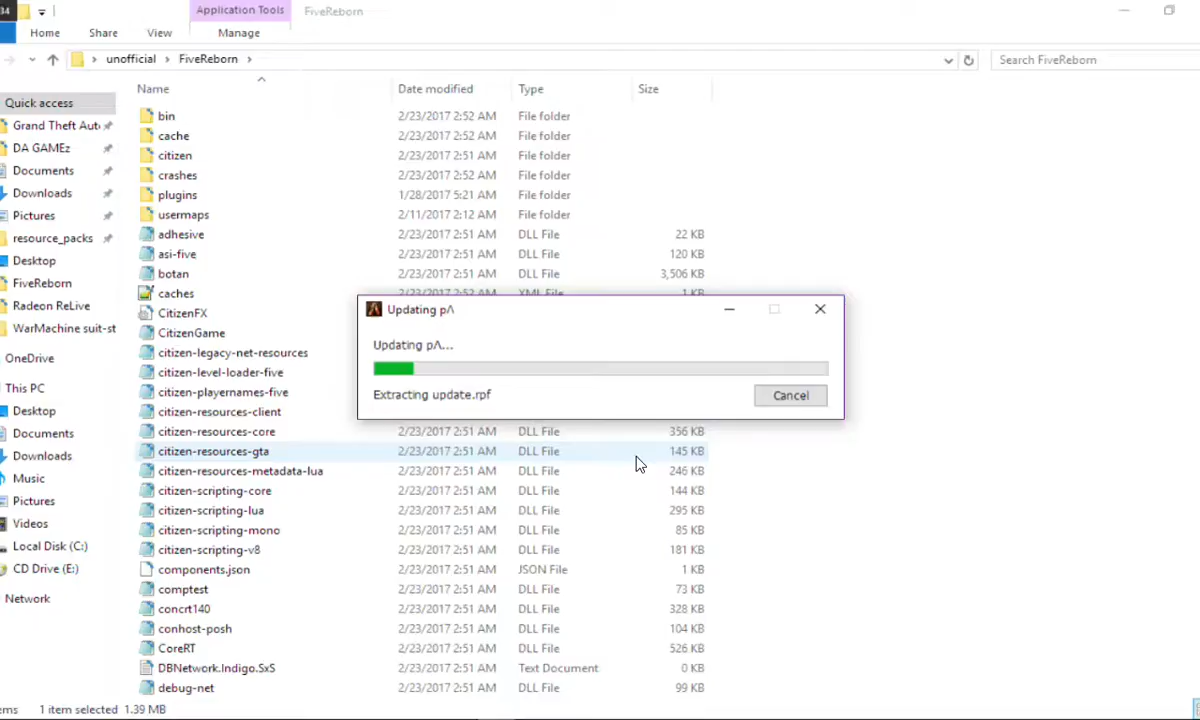 34
Application Tools FiveReborn
Home Share View Manage
unofficial FiveReborn Search FiveReborn
Name Date modified Type Size
Quick access
Grand Theft Aut
DA GAMEz
Documents
Downloads
Pictures
resource_packs
Desktop
FiveReborn
Radeon ReLive
WarMachine suit-st
OneDrive
This PC
Desktop
Documents
Downloads
Music
Pictures
Videos
Local Disk (C:)
CD Drive (E:)
Network
bin 2/23/2017 2:52 AM File folder
cache 2/23/2017 2:52 AM File folder
citizen 2/23/2017 2:51 AM File folder
crashes 2/23/2017 2:52 AM File folder
plugins 1/28/2017 5:21 AM File folder
usermaps 2/11/2017 2:12 AM File folder
adhesive 2/23/2017 2:51 AM DLL File 22 KB
asi-five 2/23/2017 2:51 AM DLL File 120 KB
botan 2/23/2017 2:51 AM DLL File 3,506 KB
caches 2/23/2017 2:52 AM XML File 1 KB
CitizenFX
CitizenGame
citizen-legacy-net-resources
citizen-level-loader-five
citizen-playernames-five
citizen-resources-client
citizen-resources-core 2/23/2017 2:51 AM DLL File 356 KB
citizen-resources-gta 2/23/2017 2:51 AM DLL File 145 KB
citizen-resources-metadata-lua 2/23/2017 2:51 AM DLL File 246 KB
citizen-scripting-core 2/23/2017 2:51 AM DLL File 144 KB
citizen-scripting-lua 2/23/2017 2:51 AM DLL File 295 KB
citizen-scripting-mono 2/23/2017 2:51 AM DLL File 85 KB
citizen-scripting-v8 2/23/2017 2:51 AM DLL File 181 KB
components.json 2/23/2017 2:51 AM JSON File 1 KB
comptest 2/23/2017 2:51 AM DLL File 73 KB
concrt140 2/23/2017 2:51 AM DLL File 328 KB
conhost-posh 2/23/2017 2:51 AM DLL File 104 KB
CoreRT 2/23/2017 2:51 AM DLL File 526 KB
DBNetwork.Indigo.SxS 2/23/2017 2:51 AM Text Document 0 KB
debug-net 2/23/2017 2:51 AM DLL File 99 KB
Updating pΛ
Updating pΛ...
Extracting update.rpf Cancel
ems 1 item selected 1.39 MB